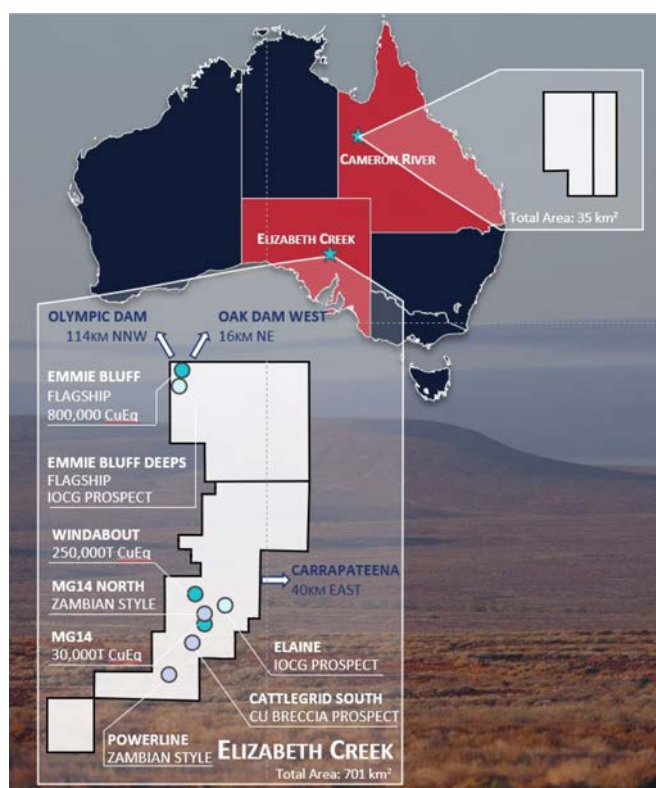 CAMERON RIVER
Total Area: 35 km²
ELIZABETH CREEK
OLYMPIC DAM
114KM NNW
OAK DAM WEST
16KM NE
EMMIE BLUFF
FLAGSHIP
800,000 CuEq
EMMIE BLUFF DEEPS
FLAGSHIP
IOCG PROSPECT
WINDABOUT
250,000T CuEq
CARRAPATEENA
40KM EAST
MG14 NORTH
ZAMBIAN STYLE
MG14
30,000T CuEq
ELAINE
IOCG PROSPECT
CATTLEGRID SOUTH
CU BRECCIA PROSPECT
POWERLINE
ZAMBIAN STYLE
ELIZABETH CREEK
Total Area: 701 km²